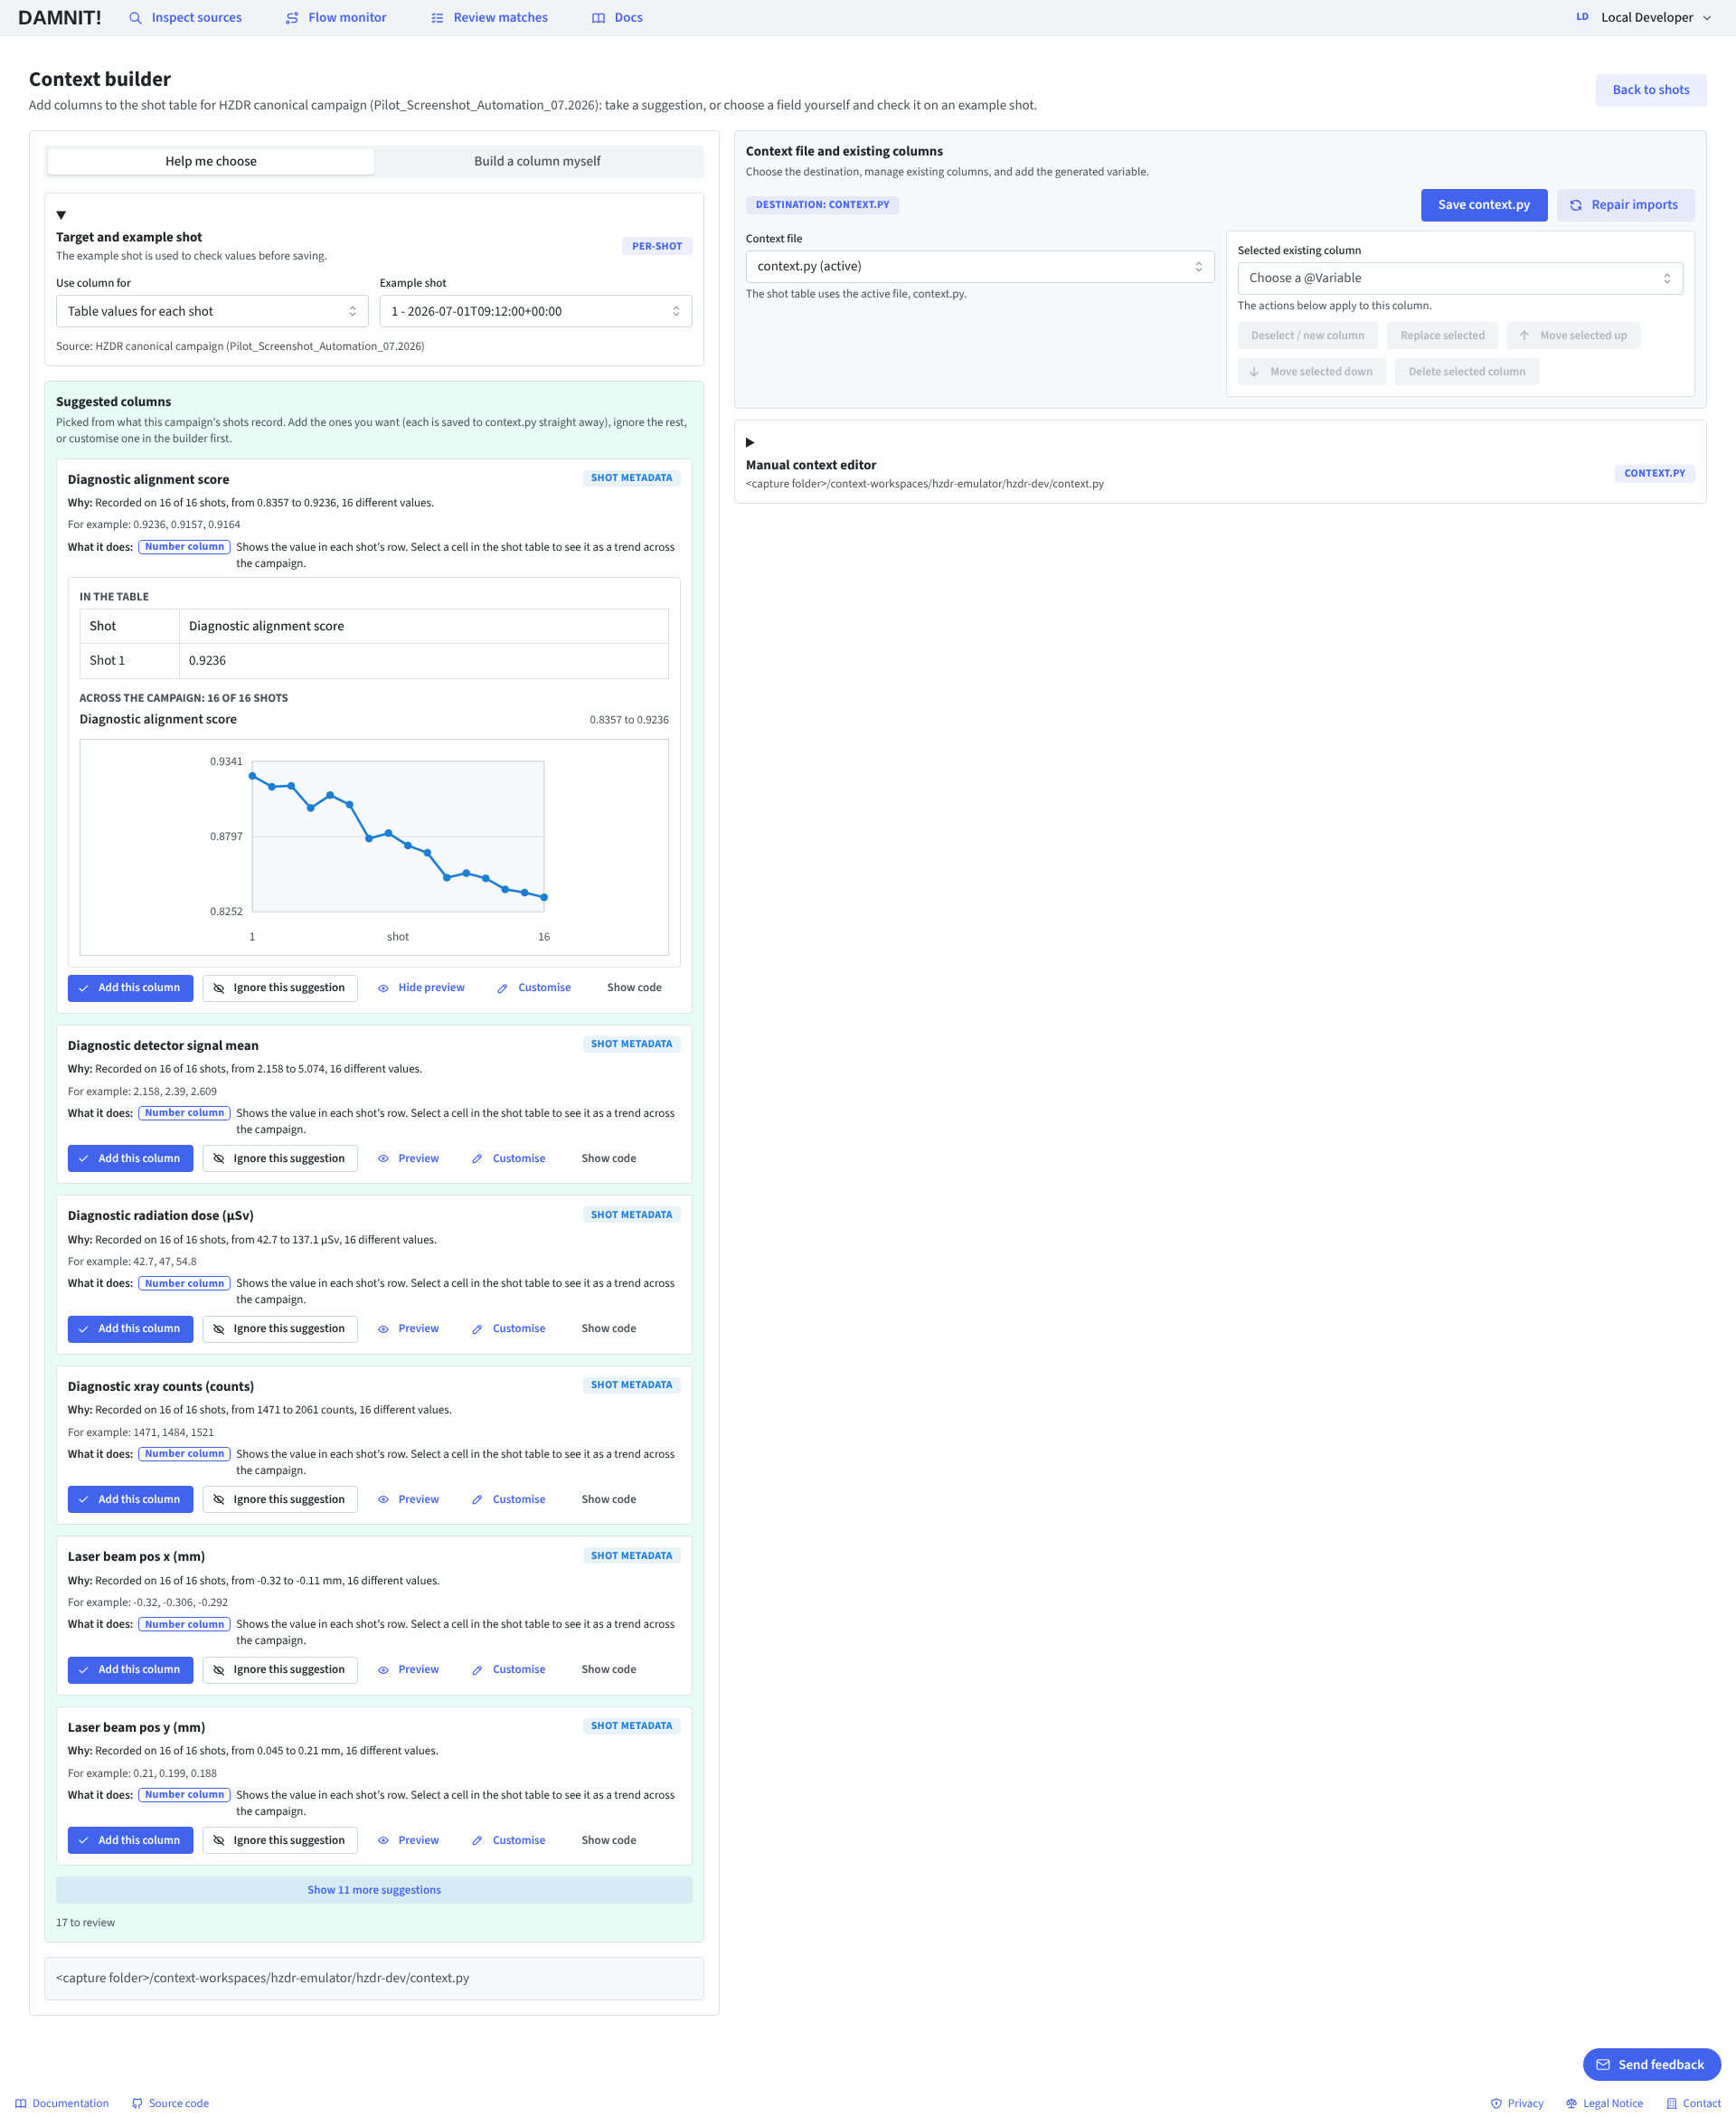 DAMNIT!
Inspect sources
Flow monitor
Review matches
Docs
LD
Local Developer
Context builder
Add columns to the shot table for HZDR canonical campaign (Pilot_Screenshot_Automation_07.2026): take a suggestion, or choose a field yourself and check it on an example shot.
Back to shots
Help me choose
Build a column myself
Target and example shot
The example shot is used to check values before saving.
PER-SHOT
Use column for
Example shot
Table values for each shot
1 - 2026-07-01T09:12:00+00:00
Source: HZDR canonical campaign (Pilot_Screenshot_Automation_07.2026)
Suggested columns
Picked from what this campaign's shots record. Add the ones you want (each is saved to context.py straight away), ignore the rest,
or customise one in the builder first.
Diagnostic alignment score
SHOT METADATA
Why: Recorded on 16 of 16 shots, from 0.8357 to 0.9236, 16 different values.
For example: 0.9236, 0.9157, 0.9164
What it does: Number column Shows the value in each shot's row. Select a cell in the shot table to see it as a trend across
the campaign.
IN THE TABLE
Shot
Diagnostic alignment score
Shot 1
0.9236
ACROSS THE CAMPAIGN: 16 OF 16 SHOTS
Diagnostic alignment score
0.8357 to 0.9236
0.9341
0.8797
0.8252
1
shot
16
Add this column
Ignore this suggestion
Hide preview
Customise
Show code
Diagnostic detector signal mean
SHOT METADATA
Why: Recorded on 16 of 16 shots, from 2.158 to 5.074, 16 different values.
For example: 2.158, 2.39, 2.609
What it does: Number column Shows the value in each shot's row. Select a cell in the shot table to see it as a trend across
the campaign.
Add this column
Ignore this suggestion
Preview
Customise
Show code
Diagnostic radiation dose (µSv)
SHOT METADATA
Why: Recorded on 16 of 16 shots, from 42.7 to 137.1 µSv, 16 different values.
For example: 42.7, 47, 54.8
What it does: Number column Shows the value in each shot's row. Select a cell in the shot table to see it as a trend across
the campaign.
Add this column
Ignore this suggestion
Preview
Customise
Show code
Diagnostic xray counts (counts)
SHOT METADATA
Why: Recorded on 16 of 16 shots, from 1471 to 2061 counts, 16 different values.
For example: 1471, 1484, 1521
What it does: Number column Shows the value in each shot's row. Select a cell in the shot table to see it as a trend across
the campaign.
Add this column
Ignore this suggestion
Preview
Customise
Show code
Laser beam pos x (mm)
SHOT METADATA
Why: Recorded on 16 of 16 shots, from -0.32 to -0.11 mm, 16 different values.
For example: -0.32, -0.306, -0.292
What it does: Number column Shows the value in each shot's row. Select a cell in the shot table to see it as a trend across
the campaign.
Add this column
Ignore this suggestion
Preview
Customise
Show code
Laser beam pos y (mm)
SHOT METADATA
Why: Recorded on 16 of 16 shots, from 0.045 to 0.21 mm, 16 different values.
For example: 0.21, 0.199, 0.188
What it does: Number column Shows the value in each shot's row. Select a cell in the shot table to see it as a trend across
the campaign.
Add this column
Ignore this suggestion
Preview
Customise
Show code
Show 11 more suggestions
17 to review
<capture folder>/context-workspaces/hzdr-emulator/hzdr-dev/context.py
Context file and existing columns
Choose the destination, manage existing columns, and add the generated variable.
DESTINATION: CONTEXT.PY
Save context.py
Repair imports
Context file
context.py (active)
The shot table uses the active file, context.py.
Selected existing column
Choose a @Variable
The actions below apply to this column.
Deselect / new column
Replace selected
Move selected up
Move selected down
Delete selected column
Manual context editor
<capture folder>/context-workspaces/hzdr-emulator/hzdr-dev/context.py
CONTEXT.PY
Send feedback
Documentation
Source code
Privacy
Legal Notice
Contact